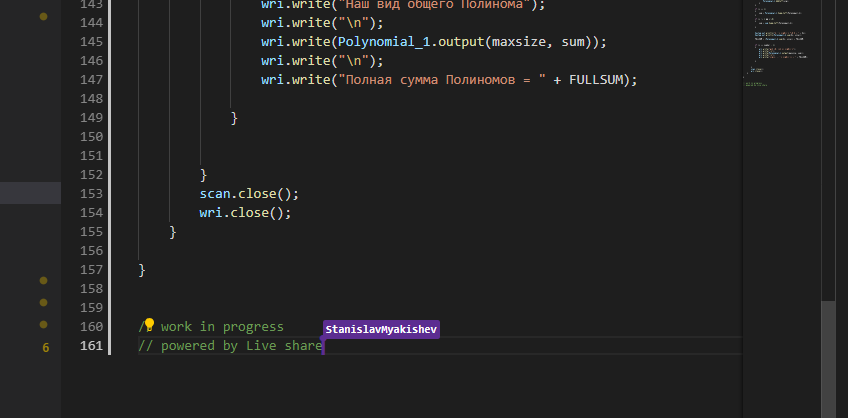 143 wri.write("Наш вид общего Полинома");
144 wri.write("\n");
145 wri.write(Polynomial_1.output(maxsize, sum));
146 wri.write("\n");
147 wri.write("Полная сумма Полиномов = " + FULLSUM);
148
149 }
150
151
152 }
153 scan.close();
154 wri.close();
155 }
156
157 }
158
159
160 // work in progress
StanislavMyakishev
6 161 // powered by Live share